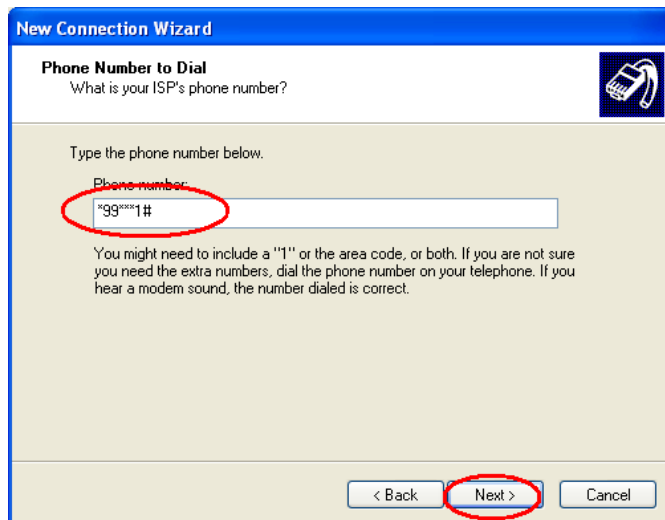 New Connection Wizard
Phone Number to Dial
What is your ISP's phone number?
Type the phone number below.
Phone number:
*99***1#
You might need to include a "1" or the area code, or both. If you are not sure
you need the extra numbers, dial the phone number on your telephone. If you
hear a modem sound, the number dialed is correct.
< Back
Next >
Cancel